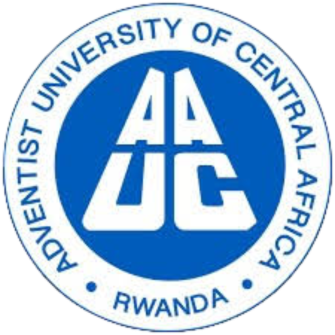 ADVENTIST UNIVERSITY OF CENTRAL AFRICA
AA
UC
• RWANDA •